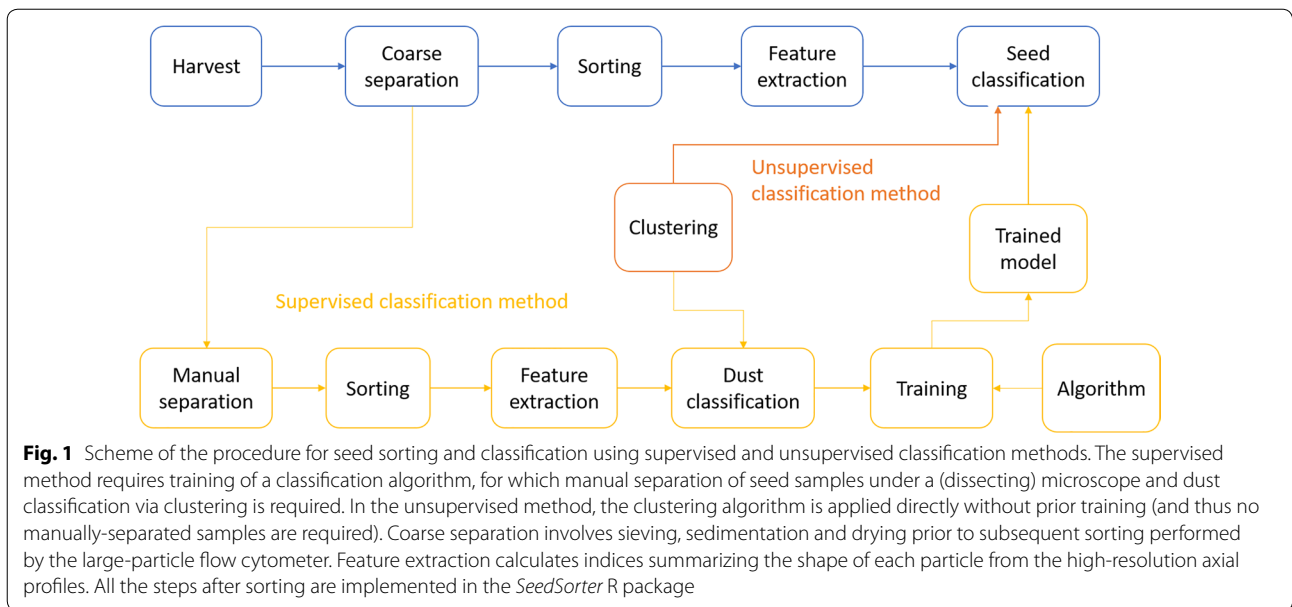 Harvest
Coarse
separation
Sorting
Feature
extraction
Seed
classification
Unsupervised
classification method
Clustering
Trained
model
Supervised classification method
Manual
separation
Sorting
Feature
extraction
Dust
classification
Training
Algorithm
Fig. 1 Scheme of the procedure for seed sorting and classification using supervised and unsupervised classification methods. The supervised
method requires training of a classification algorithm, for which manual separation of seed samples under a (dissecting) microscope and dust
classification via clustering is required. In the unsupervised method, the clustering algorithm is applied directly without prior training (and thus no
manually-separated samples are required). Coarse separation involves sieving, sedimentation and drying prior to subsequent sorting performed
by the large-particle flow cytometer. Feature extraction calculates indices summarizing the shape of each particle from the high-resolution axial
profiles. All the steps after sorting are implemented in the SeedSorter R package